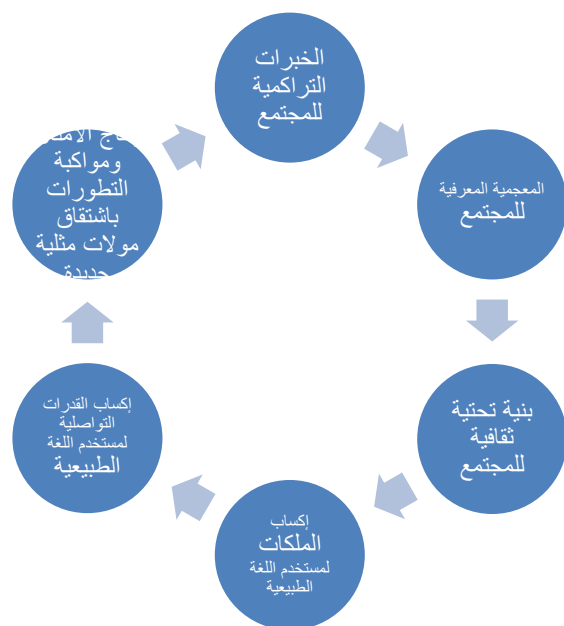 الخبرات
التراكمية
للمجتمع
المعجمية المعرفية
للمجتمع
بنية تحتية
ثقافية
للمجتمع
إكساب
الملكات
لمستخدم اللغة
الطبيعية
إكساب القدرات
التواصلية
لمستخدم اللغة
الطبيعية
ومواكبة
التطورات
باشتقاق
مولات مثلية
جديدة